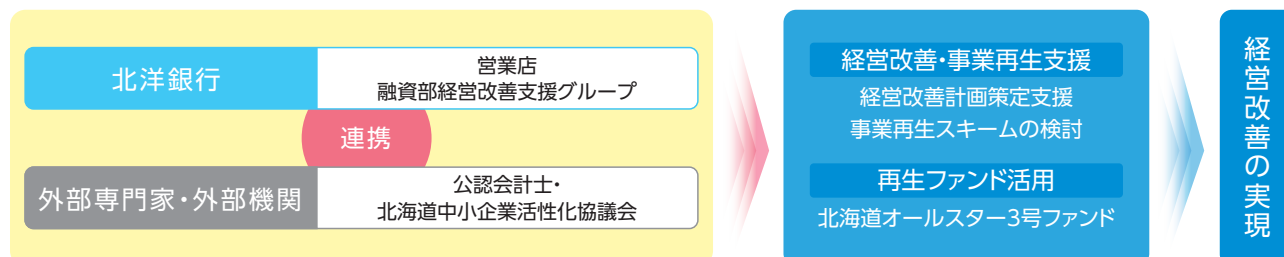 北洋銀行
営業店
融資部経営改善支援グループ
連携
外部専門家・外部機関
公認会計士・
北海道中小企業活性化協議会
経営改善・事業再生支援
経営改善計画策定支援
事業再生スキームの検討
再生ファンド活用
北海道オールスター3号ファンド
経営改善の実現